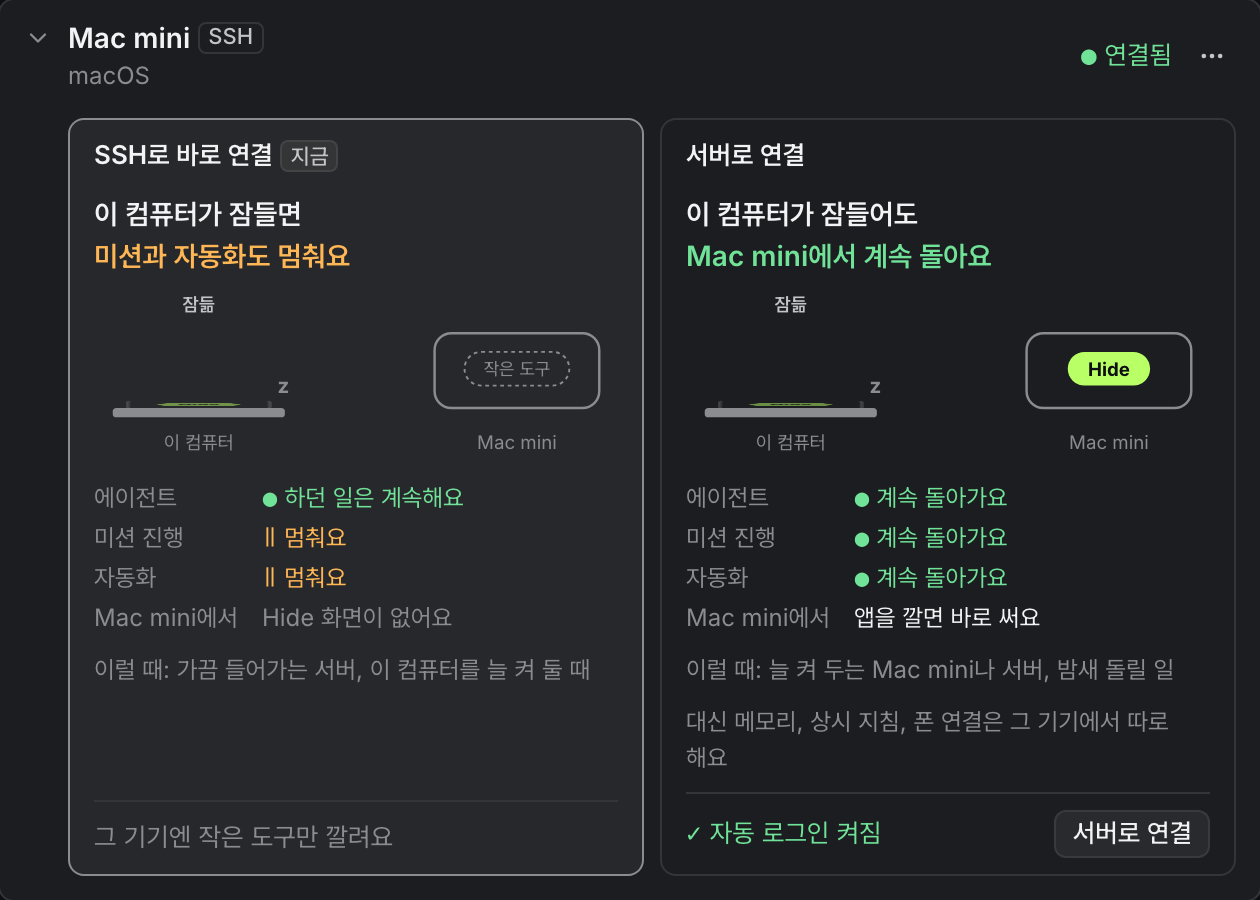 Mac mini SSH
macOS
연결됨
SSH로 바로 연결 지금
이 컴퓨터가 잠들면
미션과 자동화도 멈춰요
잠듦
z
작은 도구
이 컴퓨터
Mac mini
에이전트 하던 일은 계속해요
미션 진행 멈춰요
자동화 멈춰요
Mac mini에서 Hide 화면이 없어요
이럴 때: 가끔 들어가는 서버, 이 컴퓨터를 늘 켜 둘 때
그 기기엔 작은 도구만 깔려요
서버로 연결
이 컴퓨터가 잠들어도
Mac mini에서 계속 돌아요
잠듦
z
Hide
이 컴퓨터
Mac mini
에이전트 계속 돌아가요
미션 진행 계속 돌아가요
자동화 계속 돌아가요
Mac mini에서 앱을 깔면 바로 써요
이럴 때: 늘 켜 두는 Mac mini나 서버, 밤새 돌릴 일
대신 메모리, 상시 지침, 폰 연결은 그 기기에서 따로
해요
✓ 자동 로그인 켜짐
서버로 연결